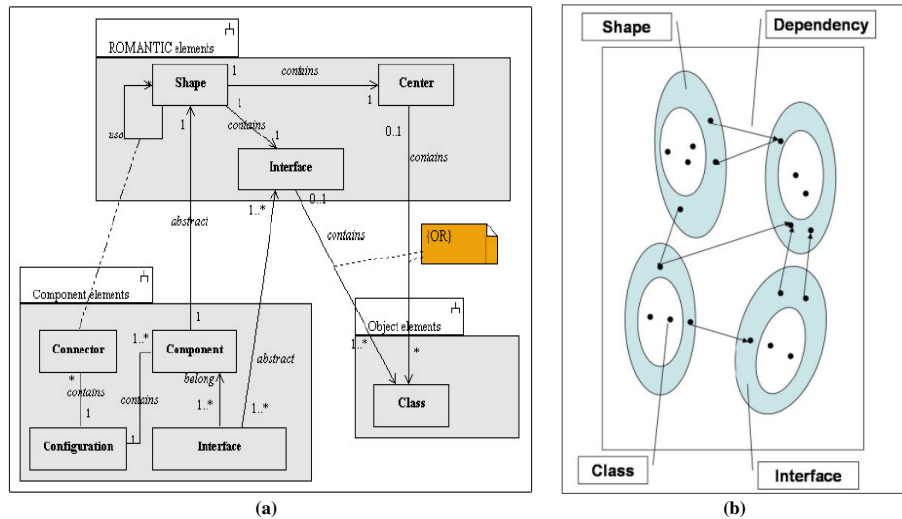 ROMANTIC elements
Shape
1
contains
1
Center
use
1
contains
1
Interface
0..1
contains
1
1..*
0..1
abstract
contains
{OR}
Component elements
Object elements
1
Connector
1..*
Component
abstract
1..*
*
*
contains
contains
belong
1..*
1..*
Class
1
1
Configuration
Interface
(a)
Shape
Dependency
Class
Interface
(b)